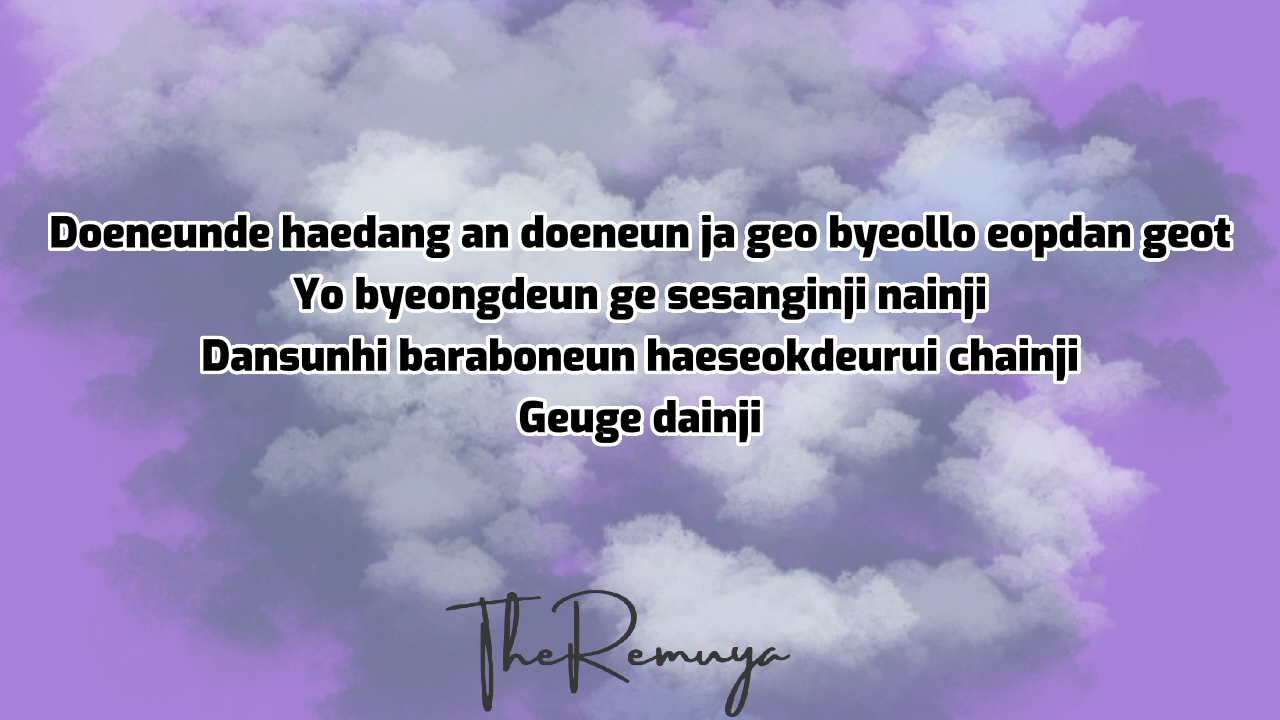 Doeneunde haedang an doeneun ja geo byeollo eopdan geot
Yo byeongdeun ge sesanginji nainji
Dansunhi baraboneun haeseokdeurui chainji
Geuge dainji
TheRemuya